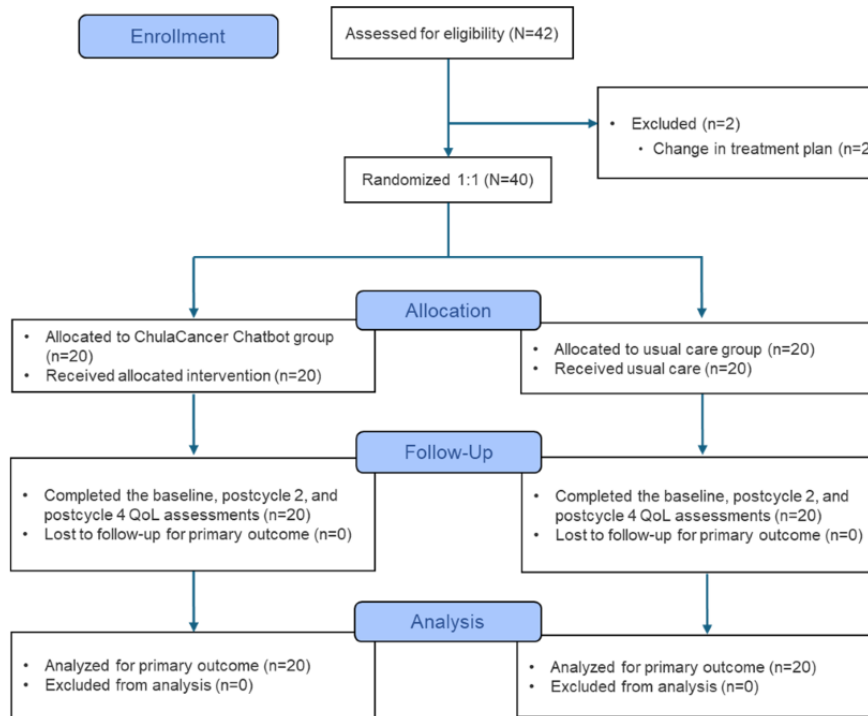 Enrollment
Assessed for eligibility (N=42)
• Excluded (n=2)
• Change in treatment plan (n=2
Randomized 1:1 (N=40)
Allocation
• Allocated to ChulaCancer Chatbot group
(n=20)
• Received allocated intervention (n=20)
• Allocated to usual care group (n=20)
• Received usual care (n=20)
Follow-Up
• Completed the baseline, postcycle 2, and
postcycle 4 QoL assessments (n=20)
• Lost to follow-up for primary outcome (n=0)
• Completed the baseline, postcycle 2, and
postcycle 4 QoL assessments (n=20)
• Lost to follow-up for primary outcome (n=0)
Analysis
• Analyzed for primary outcome (n=20)
• Excluded from analysis (n=0)
• Analyzed for primary outcome (n=20)
• Excluded from analysis (n=0)